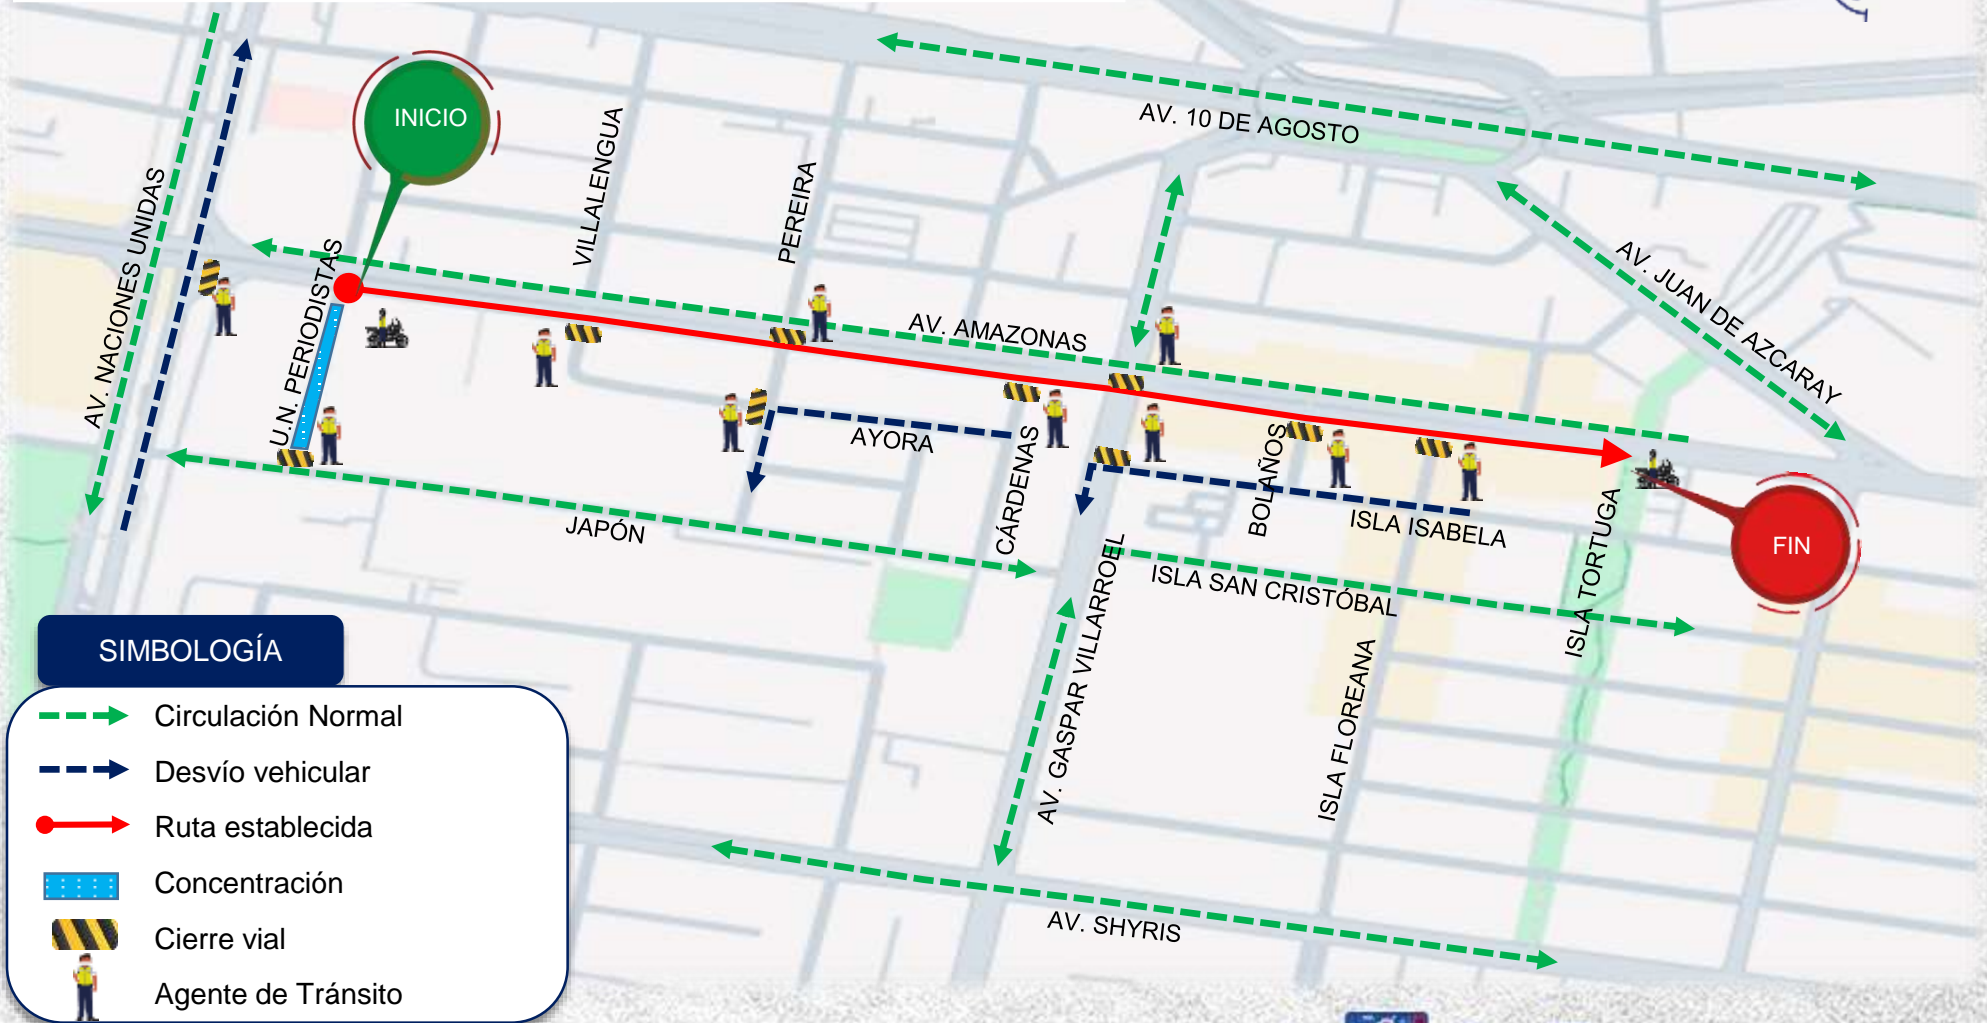 INICIO
AV. 10 DE AGOSTO
VILLALENGUA
PEREIRA
AV. NACIONES UNIDAS
U.N. PERIODISTAS
AV. JUAN DE AZCARAY
AV. AMAZONAS
AYORA
CÁRDENAS
BOLAÑOS
ISLA ISABELA
ISLA TORTUGA
FIN
JAPÓN
ISLA SAN CRISTÓBAL
AV. GASPAR VILLARROEL
ISLA FLOREANA
AV. SHYRIS
SIMBOLOGÍA
Circulación Normal
Desvío vehicular
Ruta establecida
Concentración
Cierre vial
Agente de Tránsito